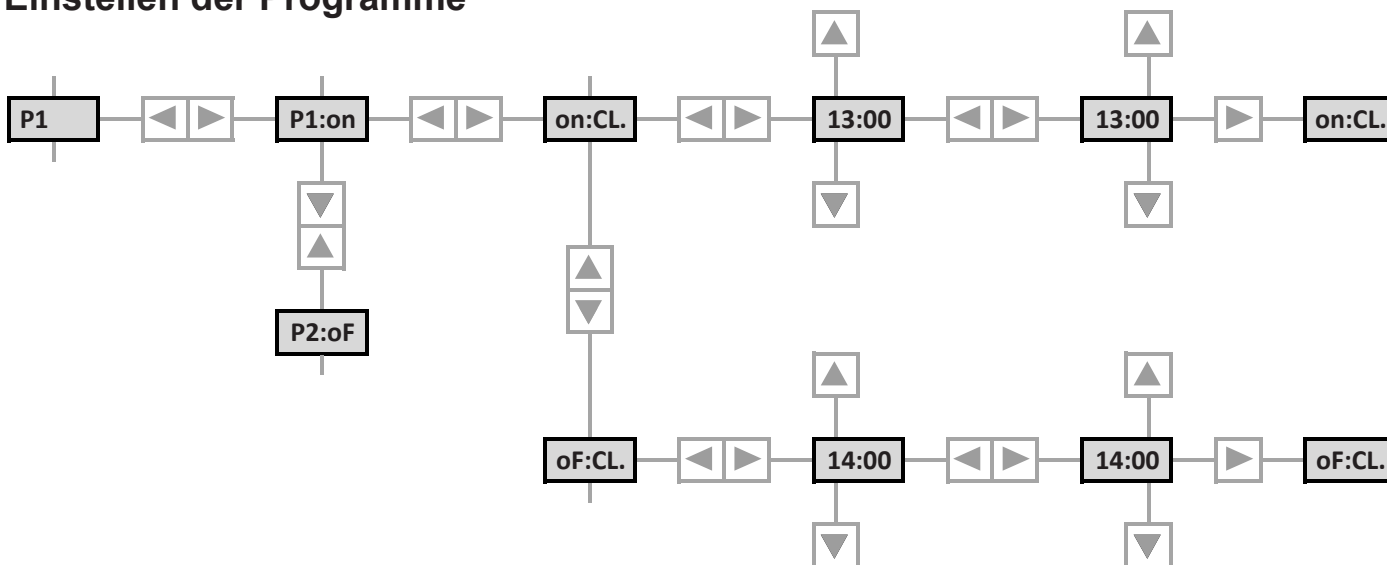 Einstellen der Programme
P1 P1:on on:CL. 13:00 13:00 on:CL.
P2:oF
oF:CL. 14:00 14:00 oF:CL.